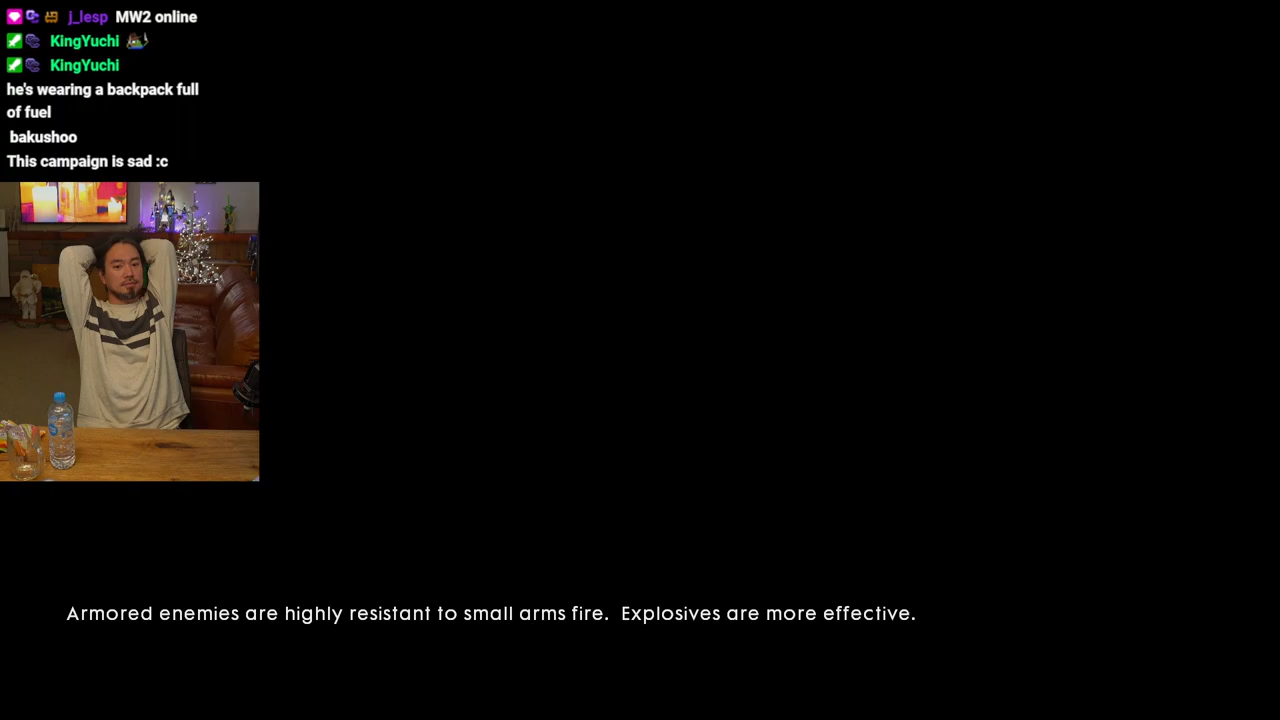 j_lesp MW2 online
KingYuchi
KingYuchi
he's wearing a backpack full
of fuel
bakushoo
This campaign is sad :c
Armored enemies are highly resistant to small arms fire.  Explosives are more effective.